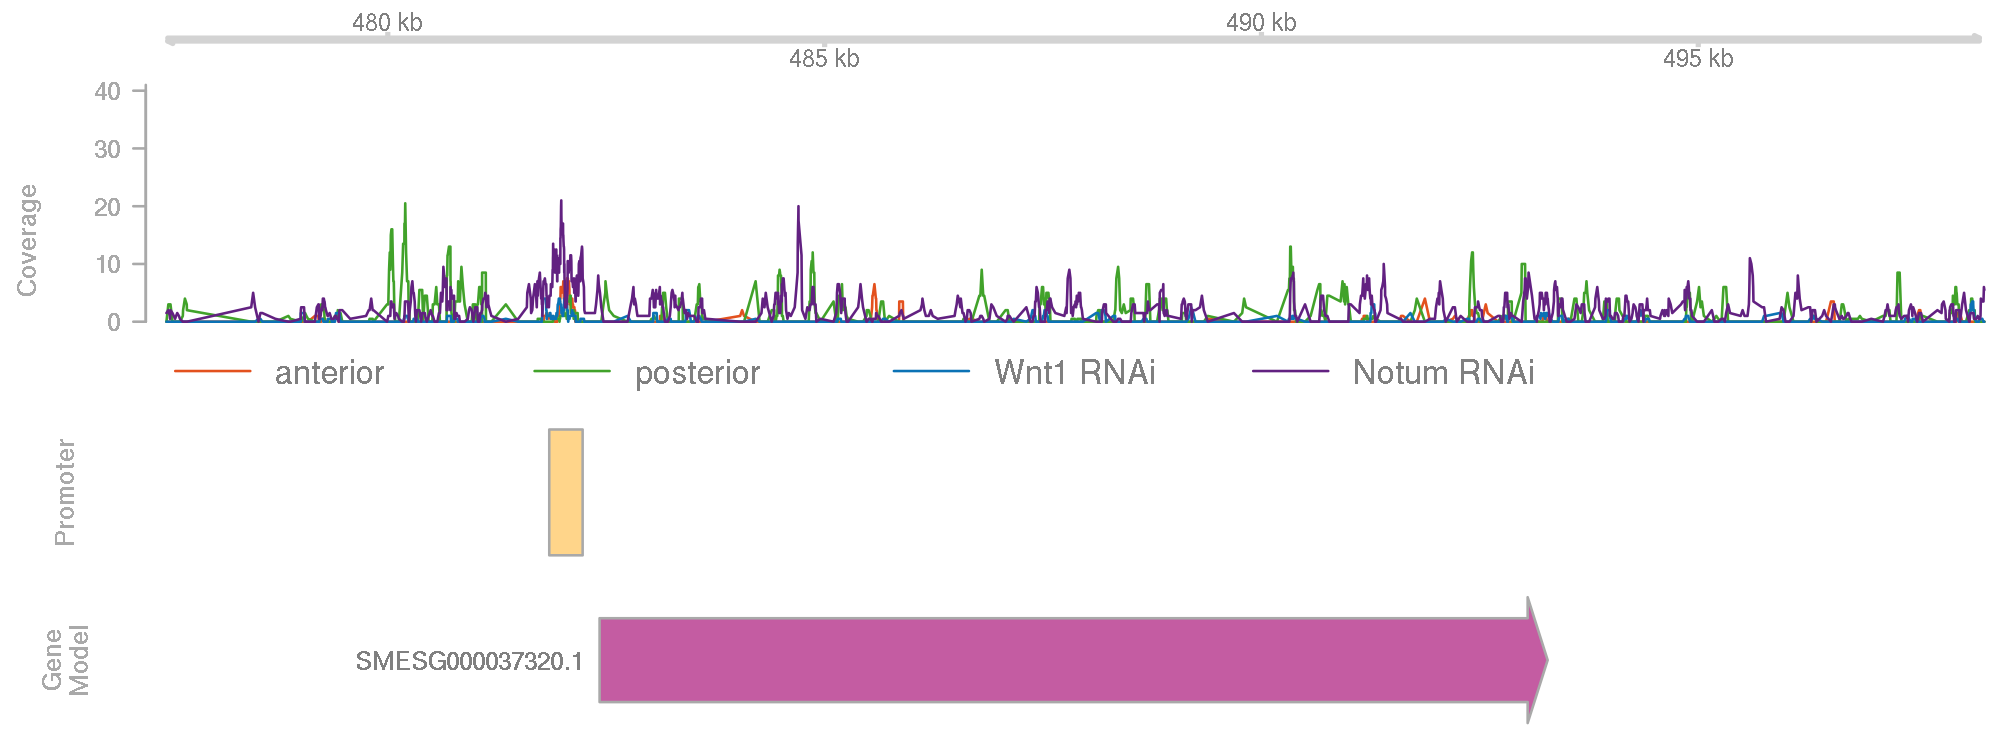 480 kb
490 kb
485 kb
495 kb
Coverage
40
30
20
10
0
anterior
posterior
Wnt1 RNAi
Notum RNAi
Promoter
Gene
Model
SMESG000037320.1